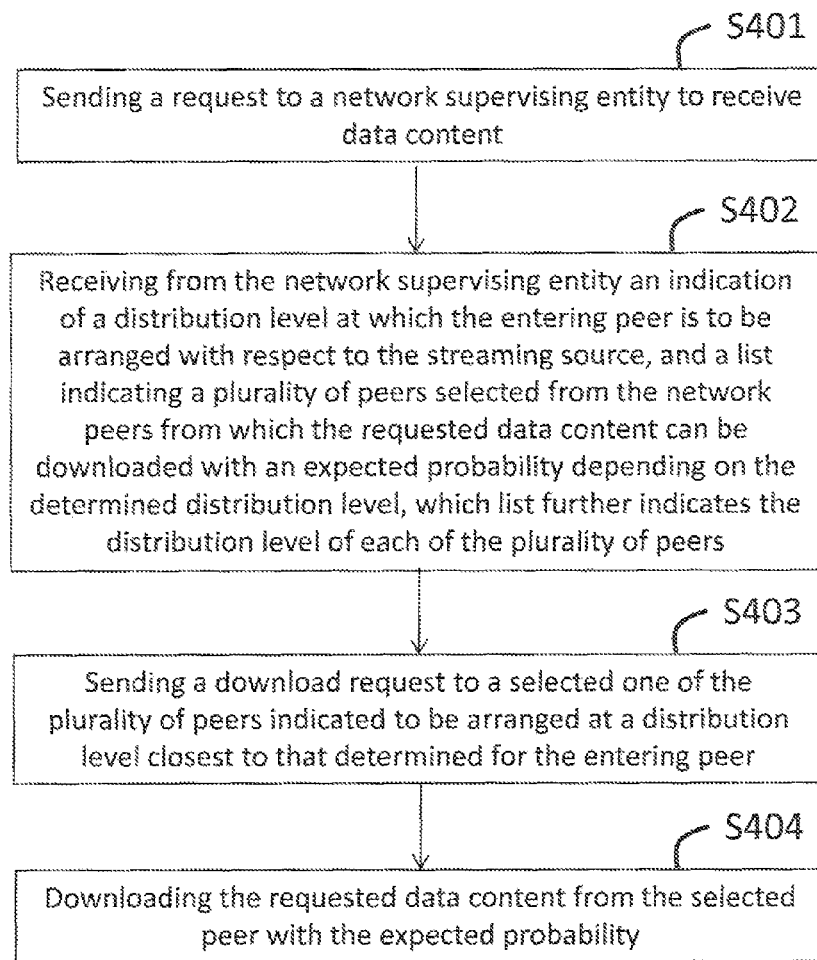 S401
Sending a request to a network supervising entity to receive
data content
S402
Receiving from the network supervising entity an indication
of a distribution level at which the entering peer is to be
arranged with respect to the streaming source, and a list
indicating a plurality of peers selected from the network
peers from which the requested data content can be
downloaded with an expected probability depending on the
determined distribution level, which list further indicates the
distribution level of each of the plurality of peers
S403
Sending a download request to a selected one of the
plurality of peers indicated to be arranged at a distribution
level closest to that determined for the entering peer
S404
Downloading the requested data content from the selected
peer with the expected probability